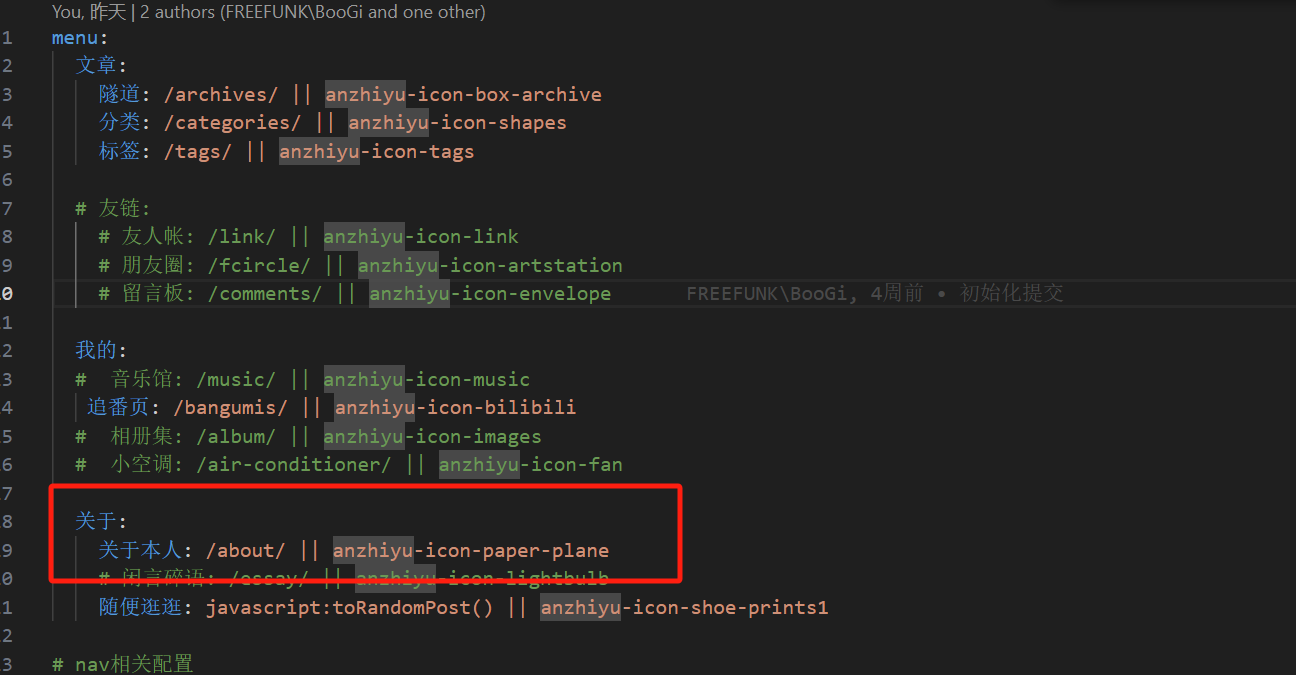 You, 昨天 | 2 authors (FREEFUNK\BooGi and one other)
1 menu:
2 文章:
3 隧道: /archives/ || anzhiyu-icon-box-archive
4 分类: /categories/ || anzhiyu-icon-shapes
5 标签: /tags/ || anzhiyu-icon-tags
6
7 # 友链:
8 # 友人帐: /link/ || anzhiyu-icon-link
9 # 朋友圈: /fcircle/ || anzhiyu-icon-artstation
0 # 留言板: /comments/ || anzhiyu-icon-envelope FREEFUNK\BooGi, 4周前 • 初始化提交
1
2 我的:
3 # 音乐馆: /music/ || anzhiyu-icon-music
4 追番页: /bangumis/ || anzhiyu-icon-bilibili
5 # 相册集: /album/ || anzhiyu-icon-images
6 # 小空调: /air-conditioner/ || anzhiyu-icon-fan
7
8 关于:
9 关于本人: /about/ || anzhiyu-icon-paper-plane
0 # 闲言碎语: /essay/ || anzhiyu-icon-lightbulb
1 随便逛逛: javascript:toRandomPost() || anzhiyu-icon-shoe-prints1
2
3 # nav相关配置